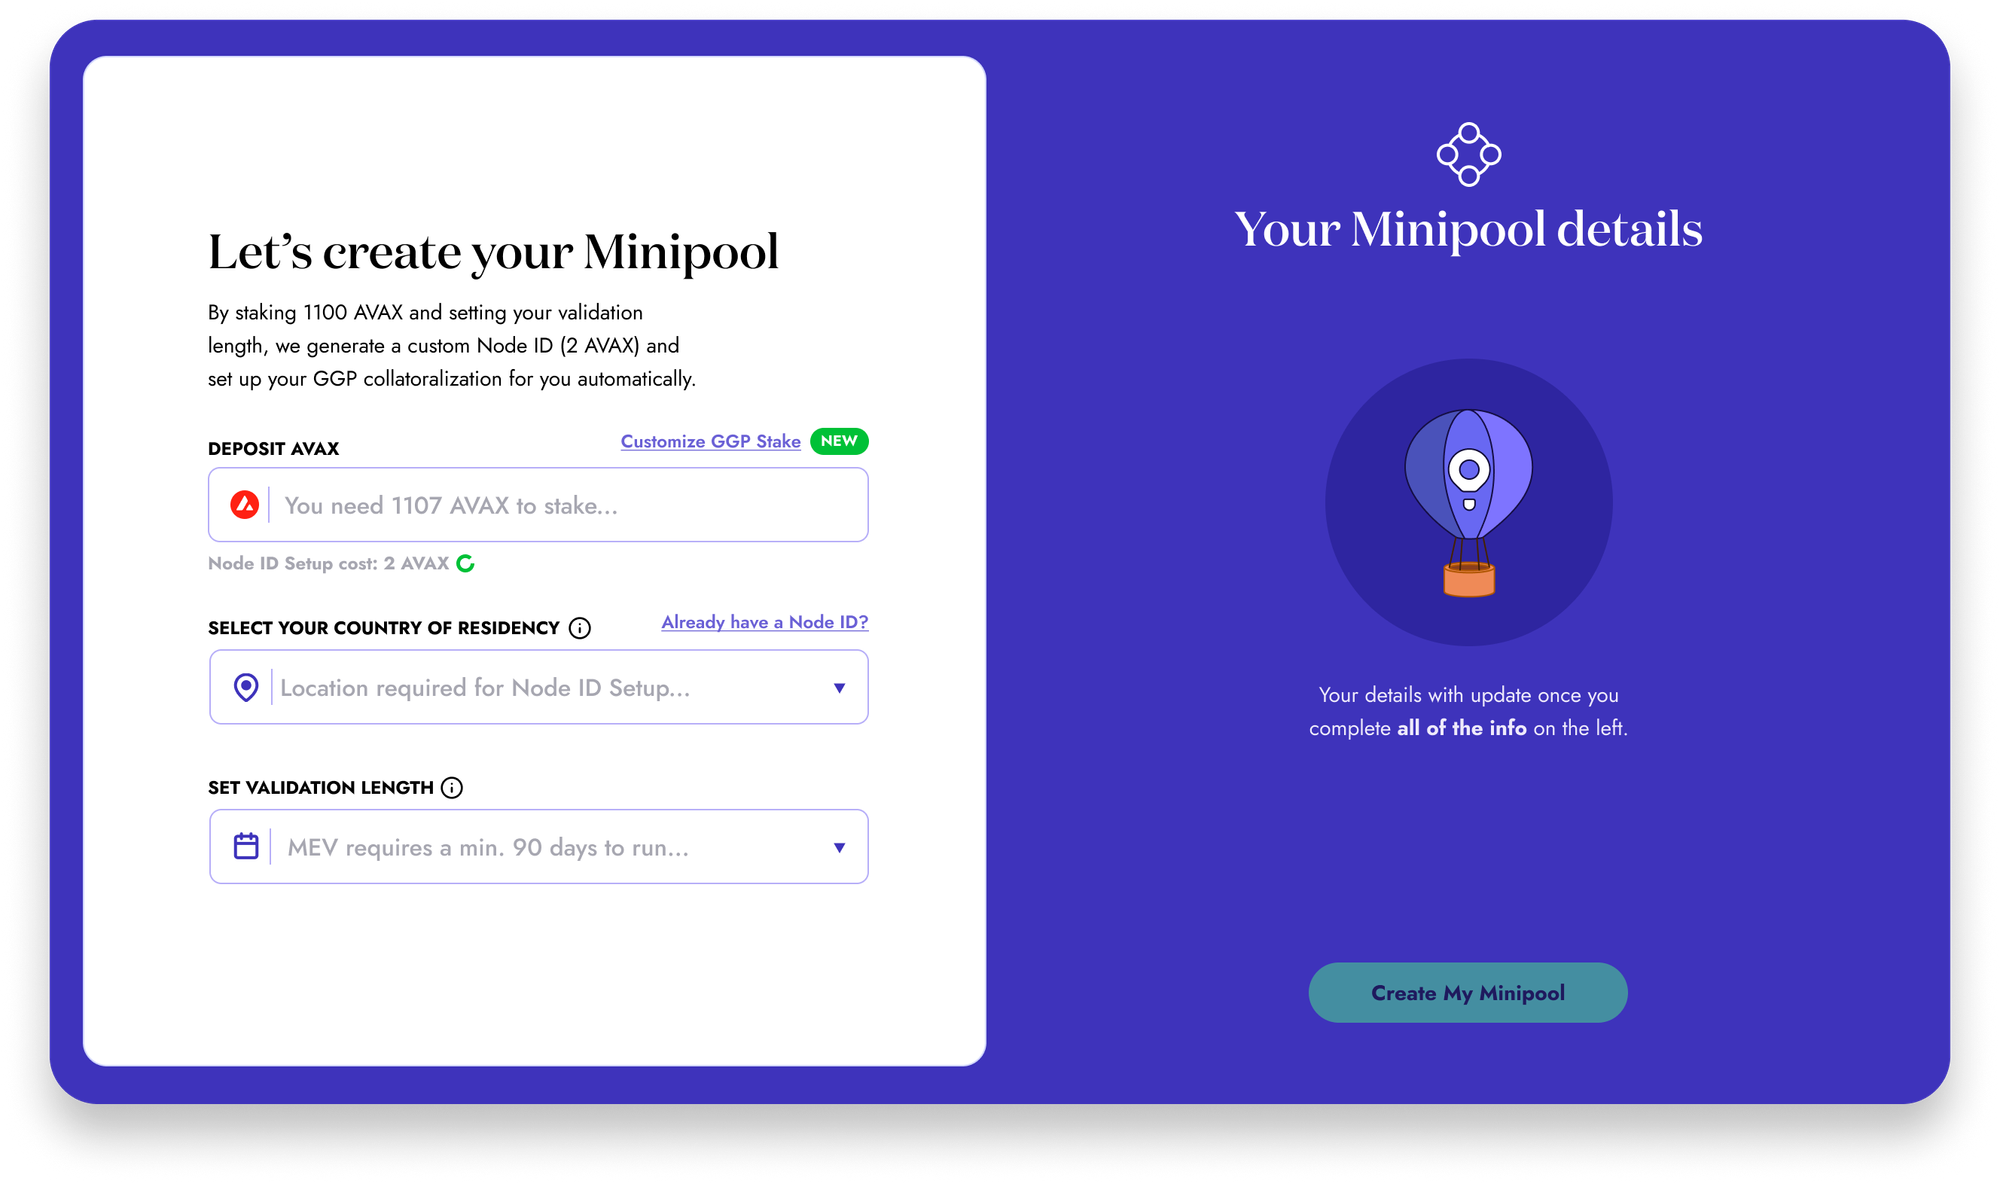 Let’s create your Minipool
By staking 1100 AVAX and setting your validation
length, we generate a custom Node ID (2 AVAX) and
set up your GGP collatoralization for you automatically.
DEPOSIT AVAX
Customize GGP Stake
NEW
You need 1107 AVAX to stake...
Node ID Setup cost: 2 AVAX
SELECT YOUR COUNTRY OF RESIDENCY
Already have a Node ID?
Location required for Node ID Setup...
SET VALIDATION LENGTH
MEV requires a min. 90 days to run...
Your Minipool details
Your details with update once you
complete all of the info on the left.
Create My Minipool